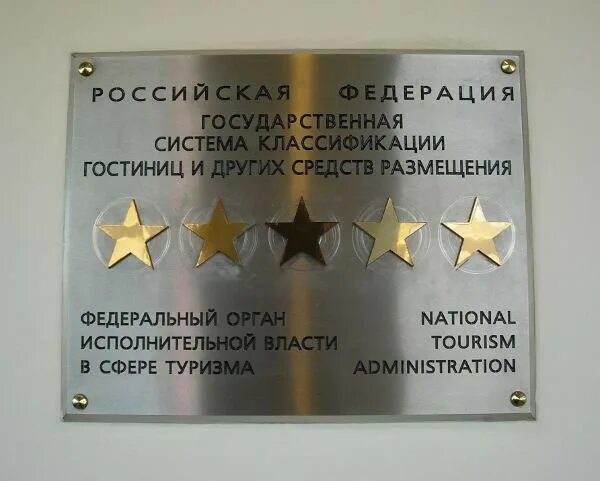 РОССИЙСКАЯ ФЕДЕРАЦИЯ
ГОСУДАРСТВЕННАЯ
СИСТЕМА КЛАССИФИКАЦИИ
ГОСТИНИЦ И ДРУГИХ СРЕДСТВ РАЗМЕЩЕНИЯ
ФЕДЕРАЛЬНЫЙ ОРГАН
ИСПОЛНИТЕЛЬНОЙ ВЛАСТИ
В СФЕРЕ ТУРИЗМА
NATIONAL
TOURISM
ADMINISTRATION